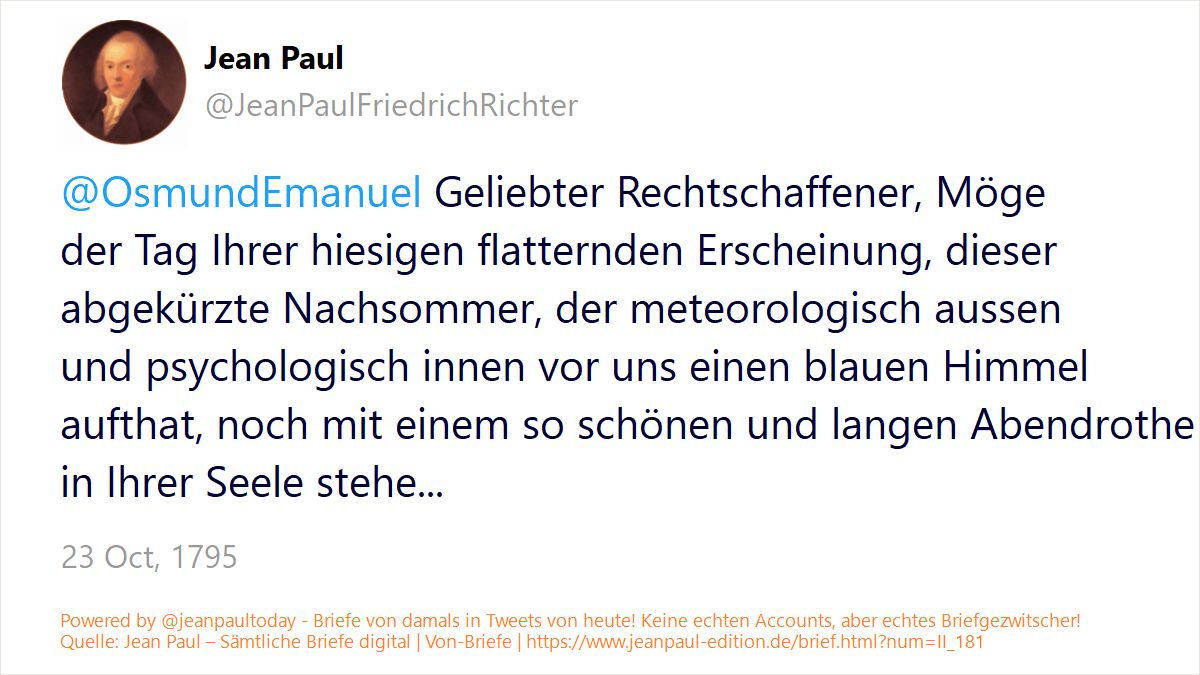 Jean Paul
@JeanPaulFriedrichRichter
@OsmundEmanuel Geliebter Rechtschaffener, Möge
der Tag Ihrer hiesigen flatternden Erscheinung, dieser
abgekürzte Nachsommer, der meteorologisch aussen
und psychologisch innen vor uns einen blauen Himmel
aufthat, noch mit einem so schönen und langen Abendrothe
in Ihrer Seele stehe...
23 Oct, 1795
Powered by @jeanpaultoday - Briefe von damals in Tweets von heute! Keine echten Accounts, aber echtes Briefgezwitscher!
Quelle: Jean Paul – Sämtliche Briefe digital | Von-Briefe | https://www.jeanpaul-edition.de/brief.html?num=II_181